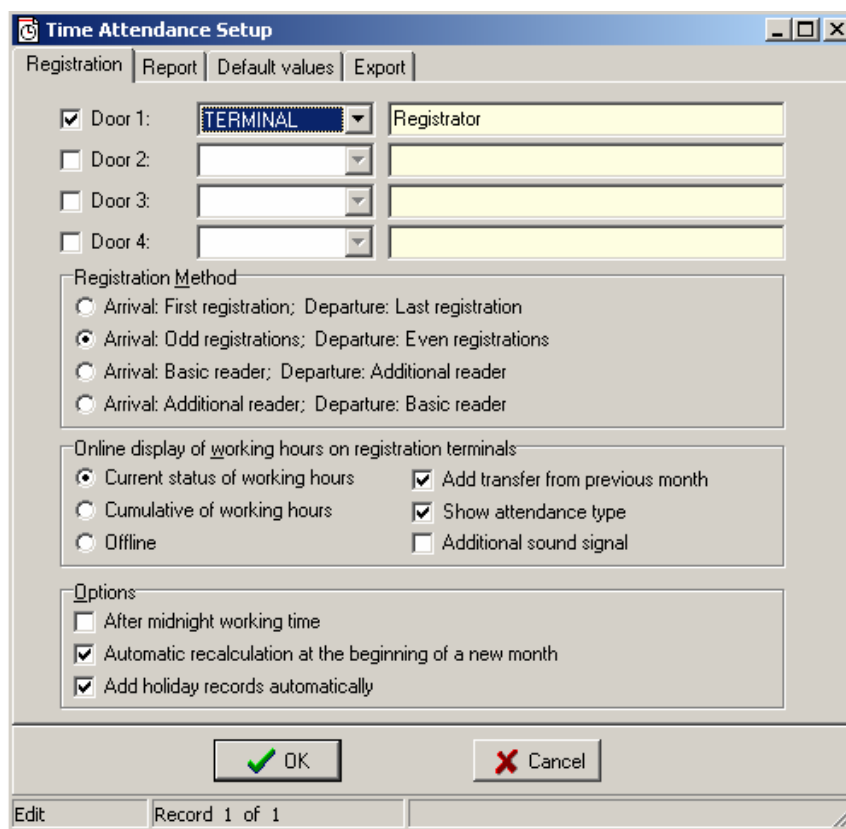 Time Attendance Setup
Registration Report Default values Export
Door 1: TERMINAL Registrator
Door 2:
Door 3:
Door 4:
Registration Method
Arrival: First registration; Departure: Last registration
Arrival: Odd registrations; Departure: Even registrations
Arrival: Basic reader; Departure: Additional reader
Arrival: Additional reader; Departure: Basic reader
Online display of working hours on registration terminals
Current status of working hours Add transfer from previous month
Cumulative of working hours Show attendance type
Offline Additional sound signal
Options
After midnight working time
Automatic recalculation at the beginning of a new month
Add holiday records automatically
OK Cancel
Edit Record 1 of 1